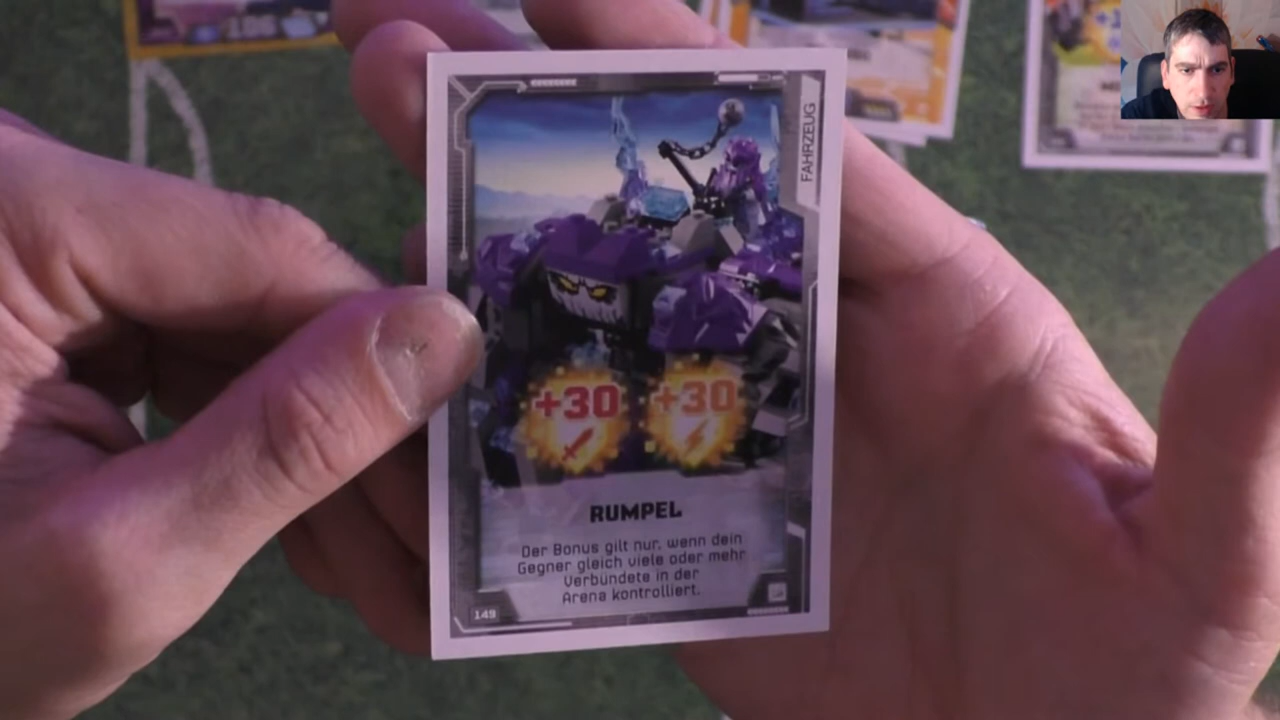 186
FAHRZEUG
+30
+30
RUMPEL
Der Bonus gilt nur, wenn dein
Gegner gleich viele oder mehr
Verbündete in der
Arena kontrolliert.
149